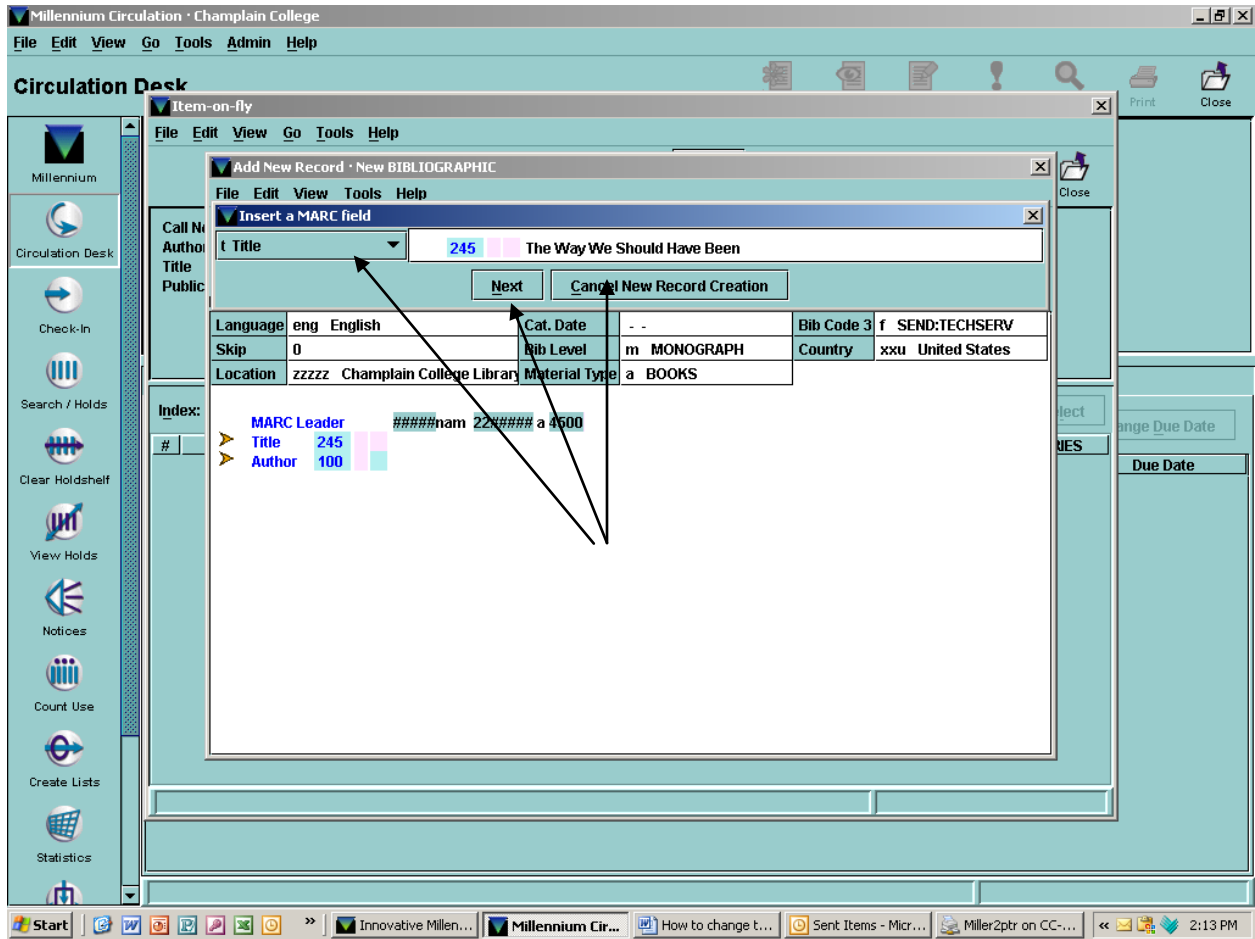 Millennium Circulation · Champlain College
File Edit View Go Tools Admin Help
Circulation Desk
Print Close
Item-on-fly
File Edit View Go Tools Help
Close
Add New Record · New BIBLIOGRAPHIC
File Edit View Tools Help
Insert a MARC field
t Title 245 The Way We Should Have Been
Next Cancel New Record Creation
Language eng English Cat. Date - - Bib Code 3 f SEND:TECHSERV
Skip 0 Bib Level m MONOGRAPH Country xxu United States
Location zzzzz Champlain College Library Material Type a BOOKS
MARC Leader #####nam 22##### a 4500
Title 245
Author 100
Call
Author
Title
Public
Index:
#
lect
ange Due Date
RIES
Due Date
Millennium
Circulation Desk
Check-In
Search / Holds
Clear Holdshelf
View Holds
Notices
Count Use
Create Lists
Statistics
Start » Innovative Millen... Millennium Cir... How to change t... Sent Items - Micr... Miller2ptr on CC-... « 2:13 PM